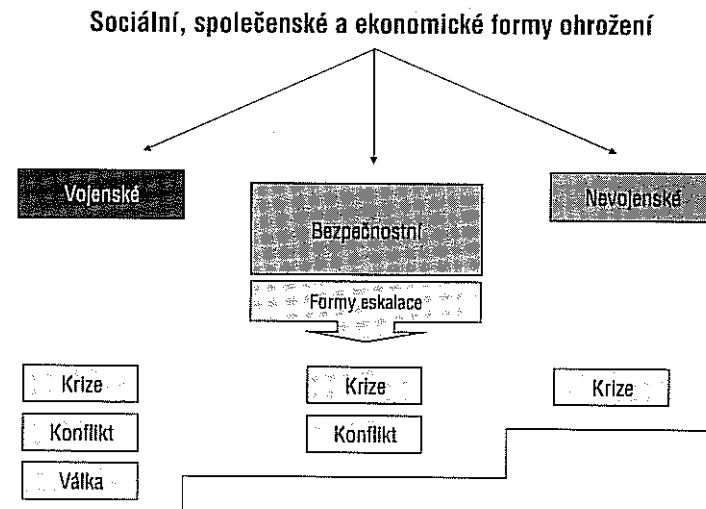 Sociální, společenské a ekonomické formy ohrožení
Vojenské
Bezpečnostní
Nevojenské
Formy eskalace
Krize
Krize
Krize
Konflikt
Konflikt
Válka